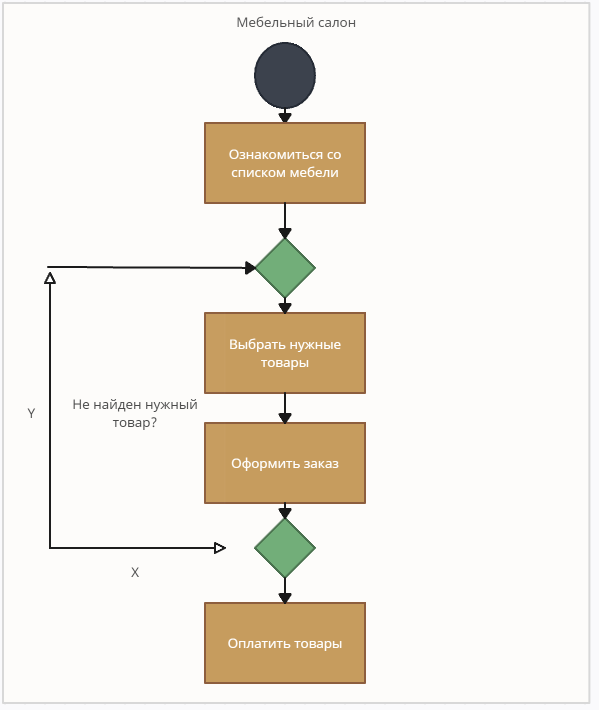 Мебельный салон
Ознакомиться со
списком мебели
Выбрать нужные
товары
Y
Не найден нужный
товар?
Оформить заказ
X
Оплатить товары